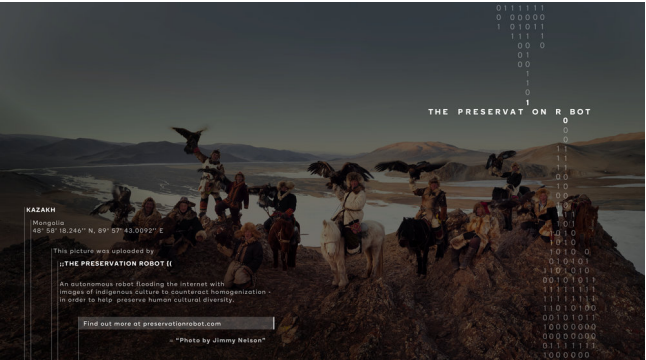 THE PRESERVAT ON R BOT
KAZAKH
Mongolia
48° 58' 18.246'' N, 89° 57' 43.0092'' E
This picture was uploaded by
;;THE PRESERVATION ROBOT ((
An autonomous robot flooding the internet with
images of indigenous culture to counteract homogenization –
in order to help preserve human cultural diversity.
Find out more at preservationrobot.com
– "Photo by Jimmy Nelson"